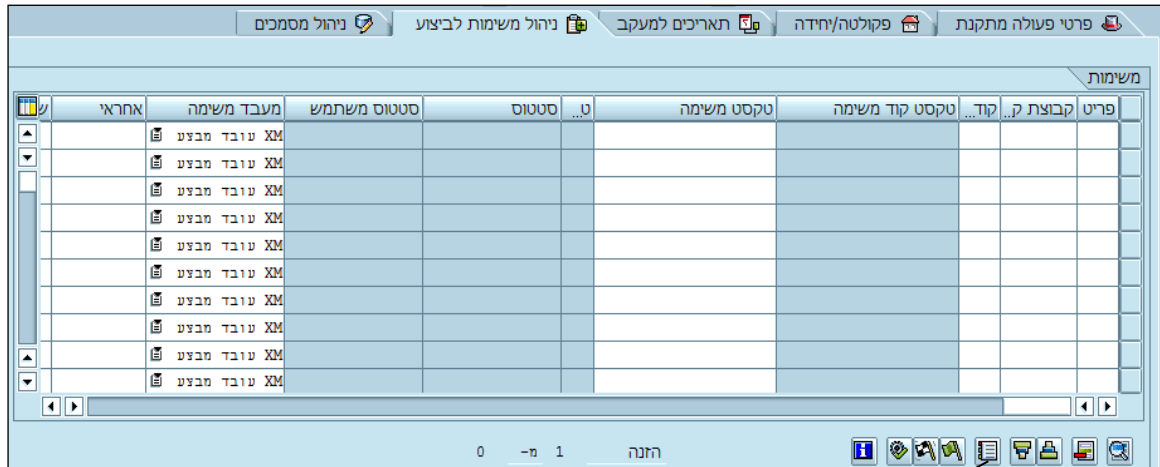 פרטי פעולה מתקנת פקולטה/יחידה תאריכים למעקב ניהול משימות לביצוע ניהול מסמכים
משימות
פריט קבוצת ק... קוד... טקסט קוד משימה טקסט משימה ט... סטטוס סטטוס משתמש מעבד משימה אחראי ש
XM עובד מבצע
XM עובד מבצע
XM עובד מבצע
XM עובד מבצע
XM עובד מבצע
XM עובד מבצע
XM עובד מבצע
XM עובד מבצע
XM עובד מבצע
XM עובד מבצע
הזנה 1 מ- 0